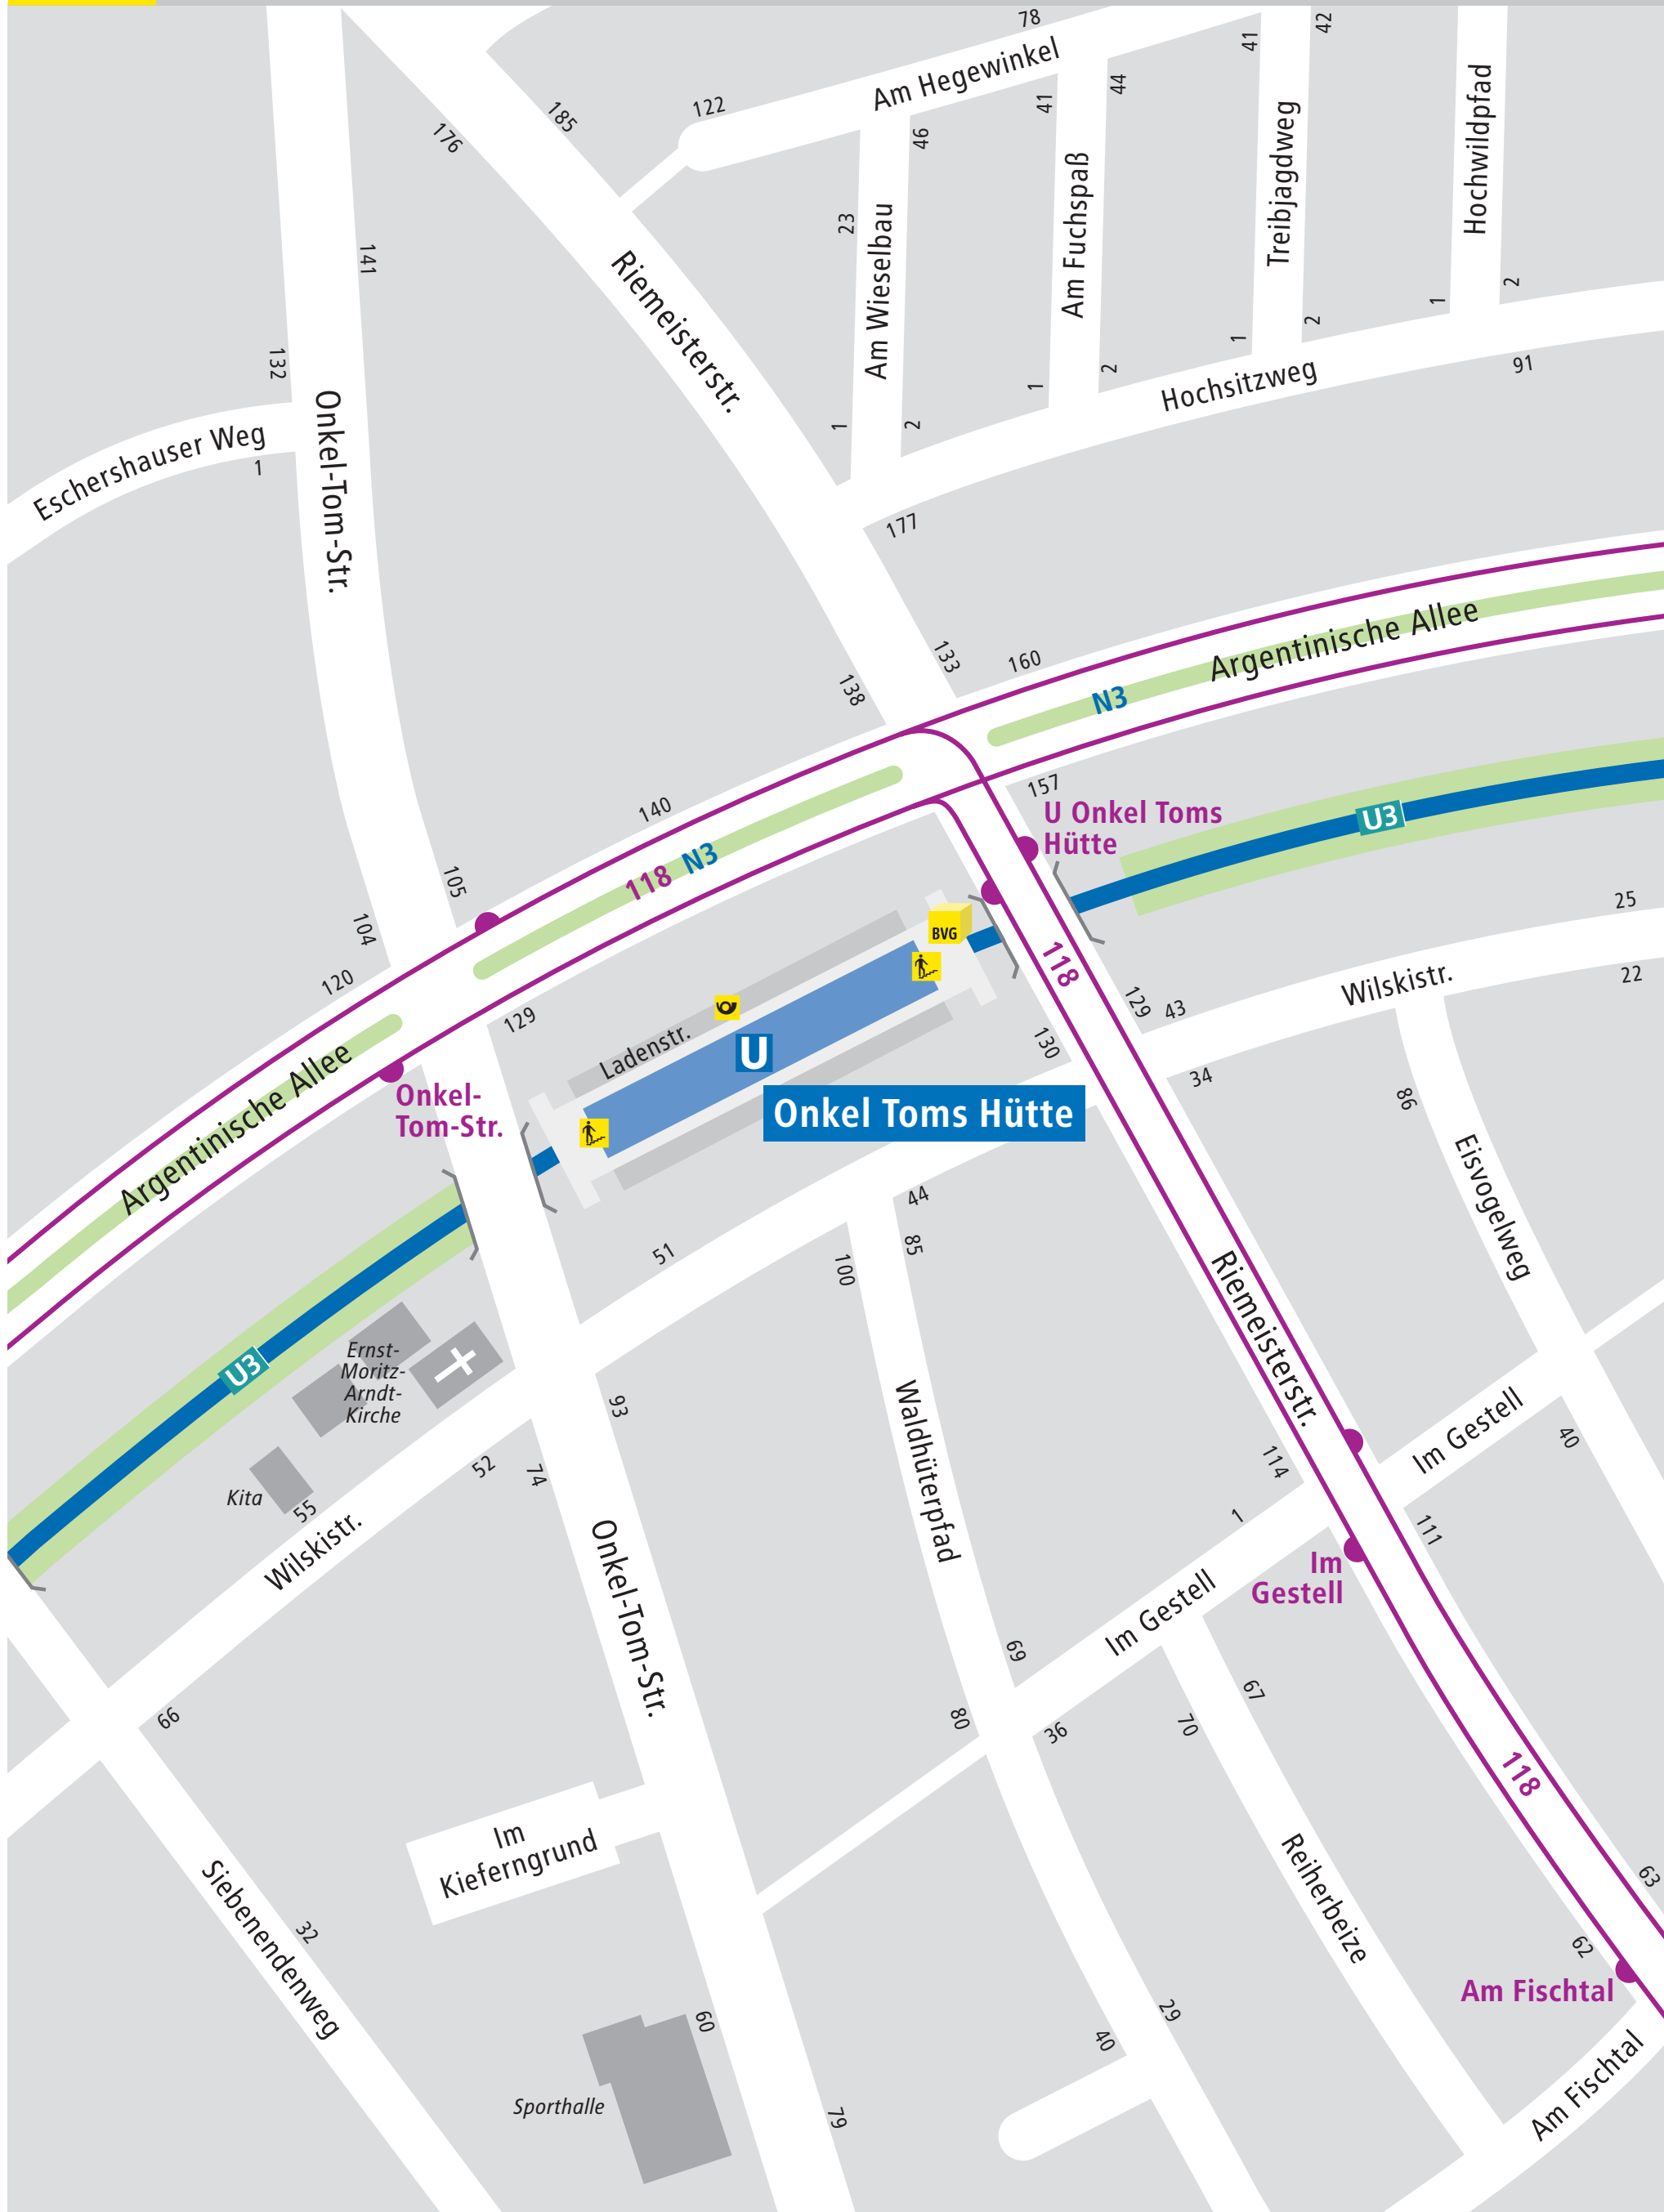 78
42
41
Am Hegewinkel
122
185
176
46
41
44
Treibjagdweg
Hochwildpfad
23
Am Wieselbau
Am Fuchspaß
141
Riemeisterstr.
1
2
132
1
2
1
2
Hochsitzweg
91
1
2
Onkel-Tom-Str.
Eschershauser Weg
1
177
133
160
Argentinische Allee
138
N3
157
U Onkel Toms
Hütte
U3
140
118 N3
105
104
120
BVG
118
25
Wilskistr.
22
129
Ladenstr.
U
129
43
130
34
Onkel-
Tom-Str.
Onkel Toms Hütte
Argentinische Allee
86
Eisvogelweg
44
85
51
100
U3
Ernst-
Moritz-
Arndt-
Kirche
Riemeisterstr.
93
52
74
Kita
55
Wilskistr.
Waldhüterpfad
114
Im Gestell
40
1
111
Im
Gestell
Im Gestell
Onkel-Tom-Str.
69
67
70
80
36
66
118
Im
Kieferngrund
Siebenendenweg
32
Reiherbeize
63
62
Am Fischtal
29
40
60
Am Fischtal
Sporthalle
79